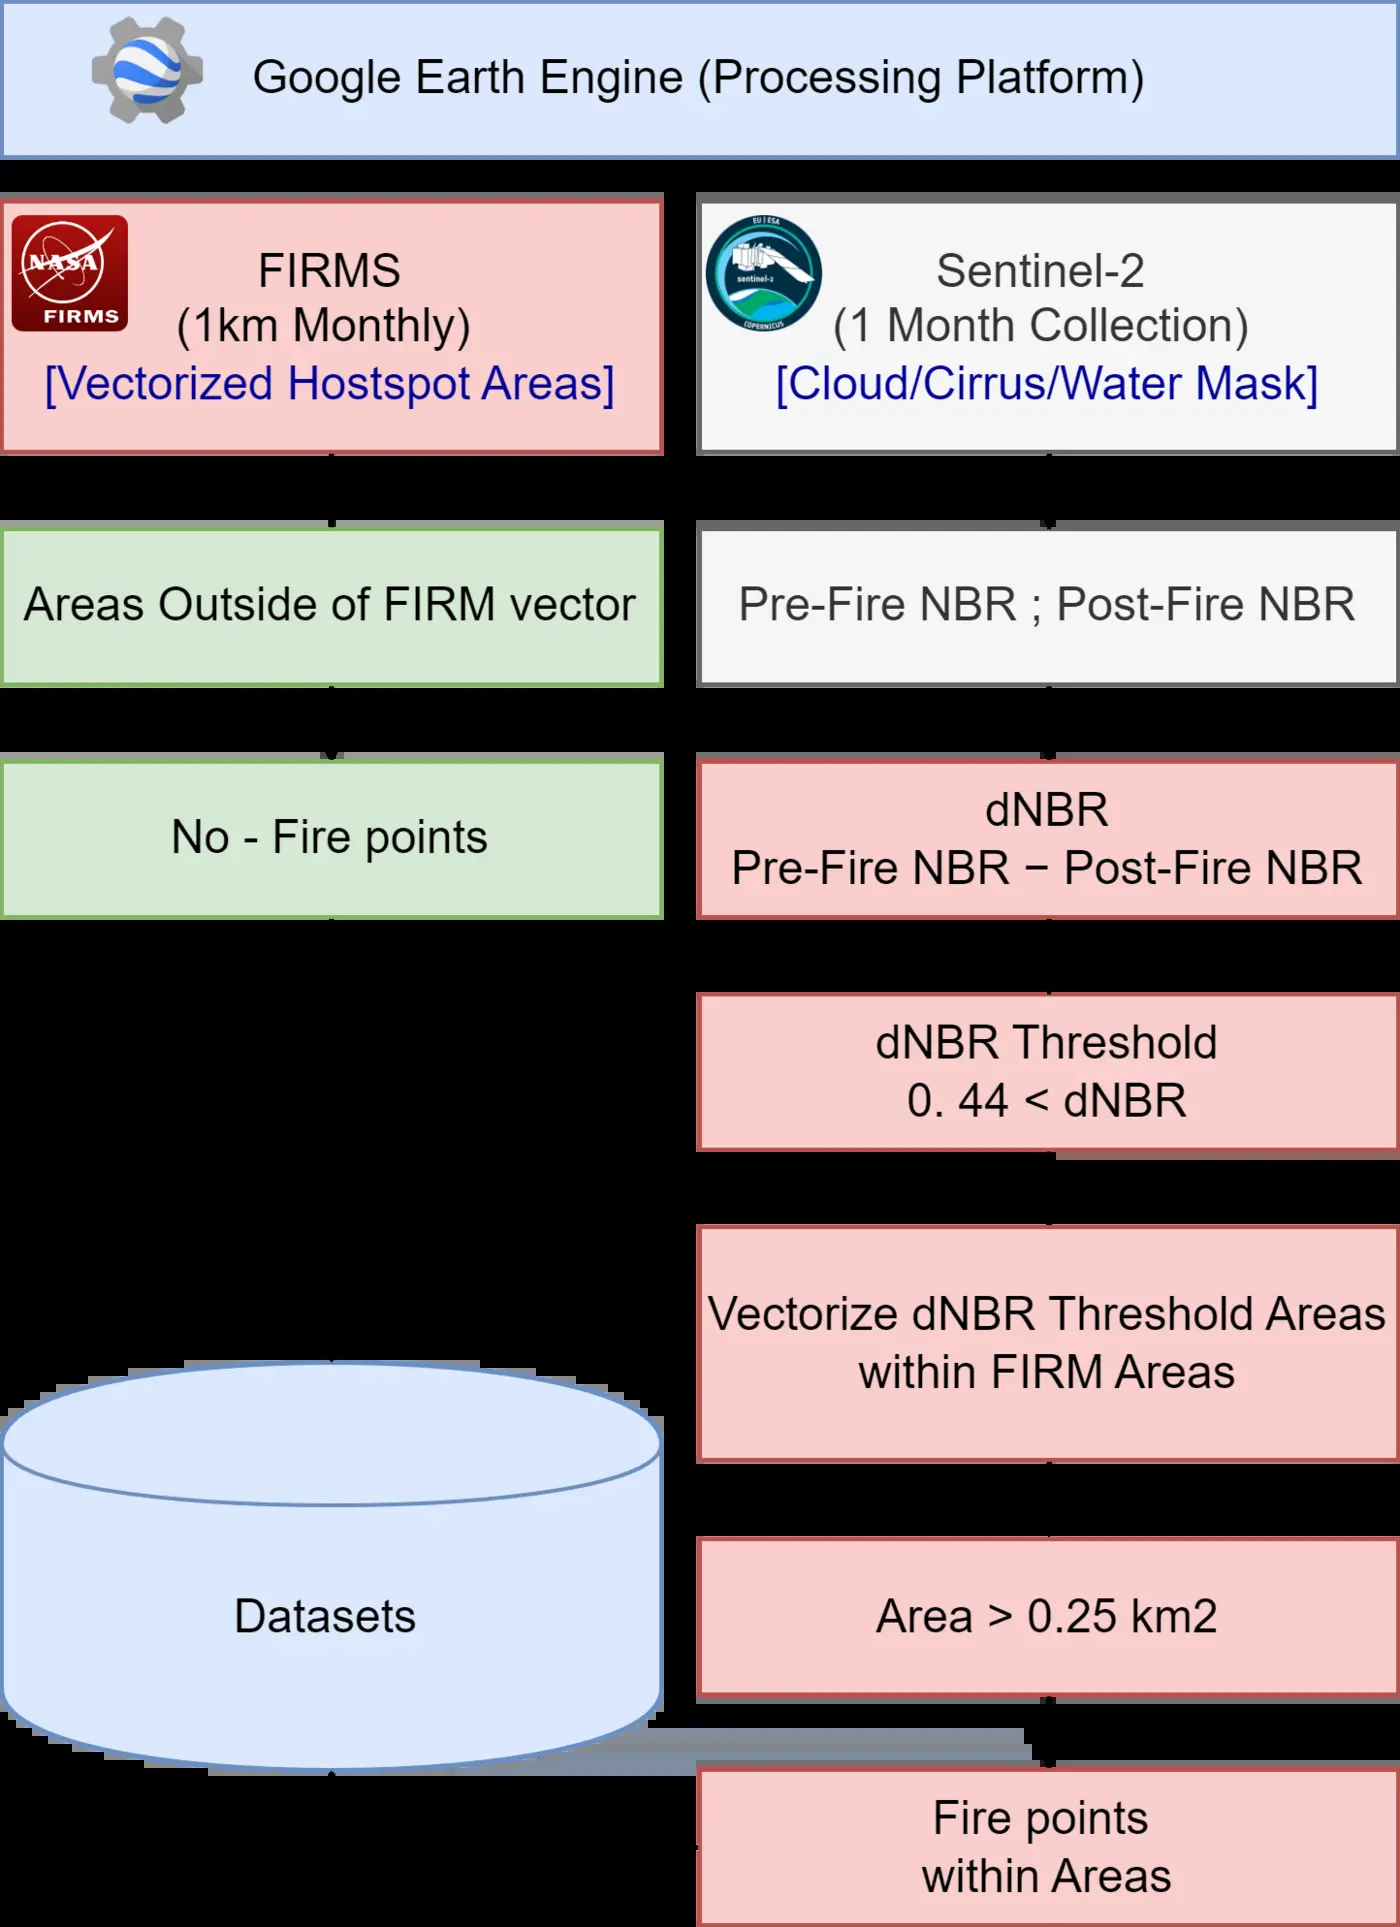 Google Earth Engine (Processing Platform)
NASA
FIRMS
FIRMS
(1km Monthly)
[Vectorized Hostspot Areas]
EU | ESA
sentinel-2
COPERNICUS
Sentinel-2
(1 Month Collection)
[Cloud/Cirrus/Water Mask]
Areas Outside of FIRM vector
Pre-Fire NBR ; Post-Fire NBR
No - Fire points
dNBR
Pre-Fire NBR − Post-Fire NBR
dNBR Threshold
0. 44 < dNBR
Vectorize dNBR Threshold Areas
within FIRM Areas
Datasets
Area > 0.25 km2
Fire points
within Areas